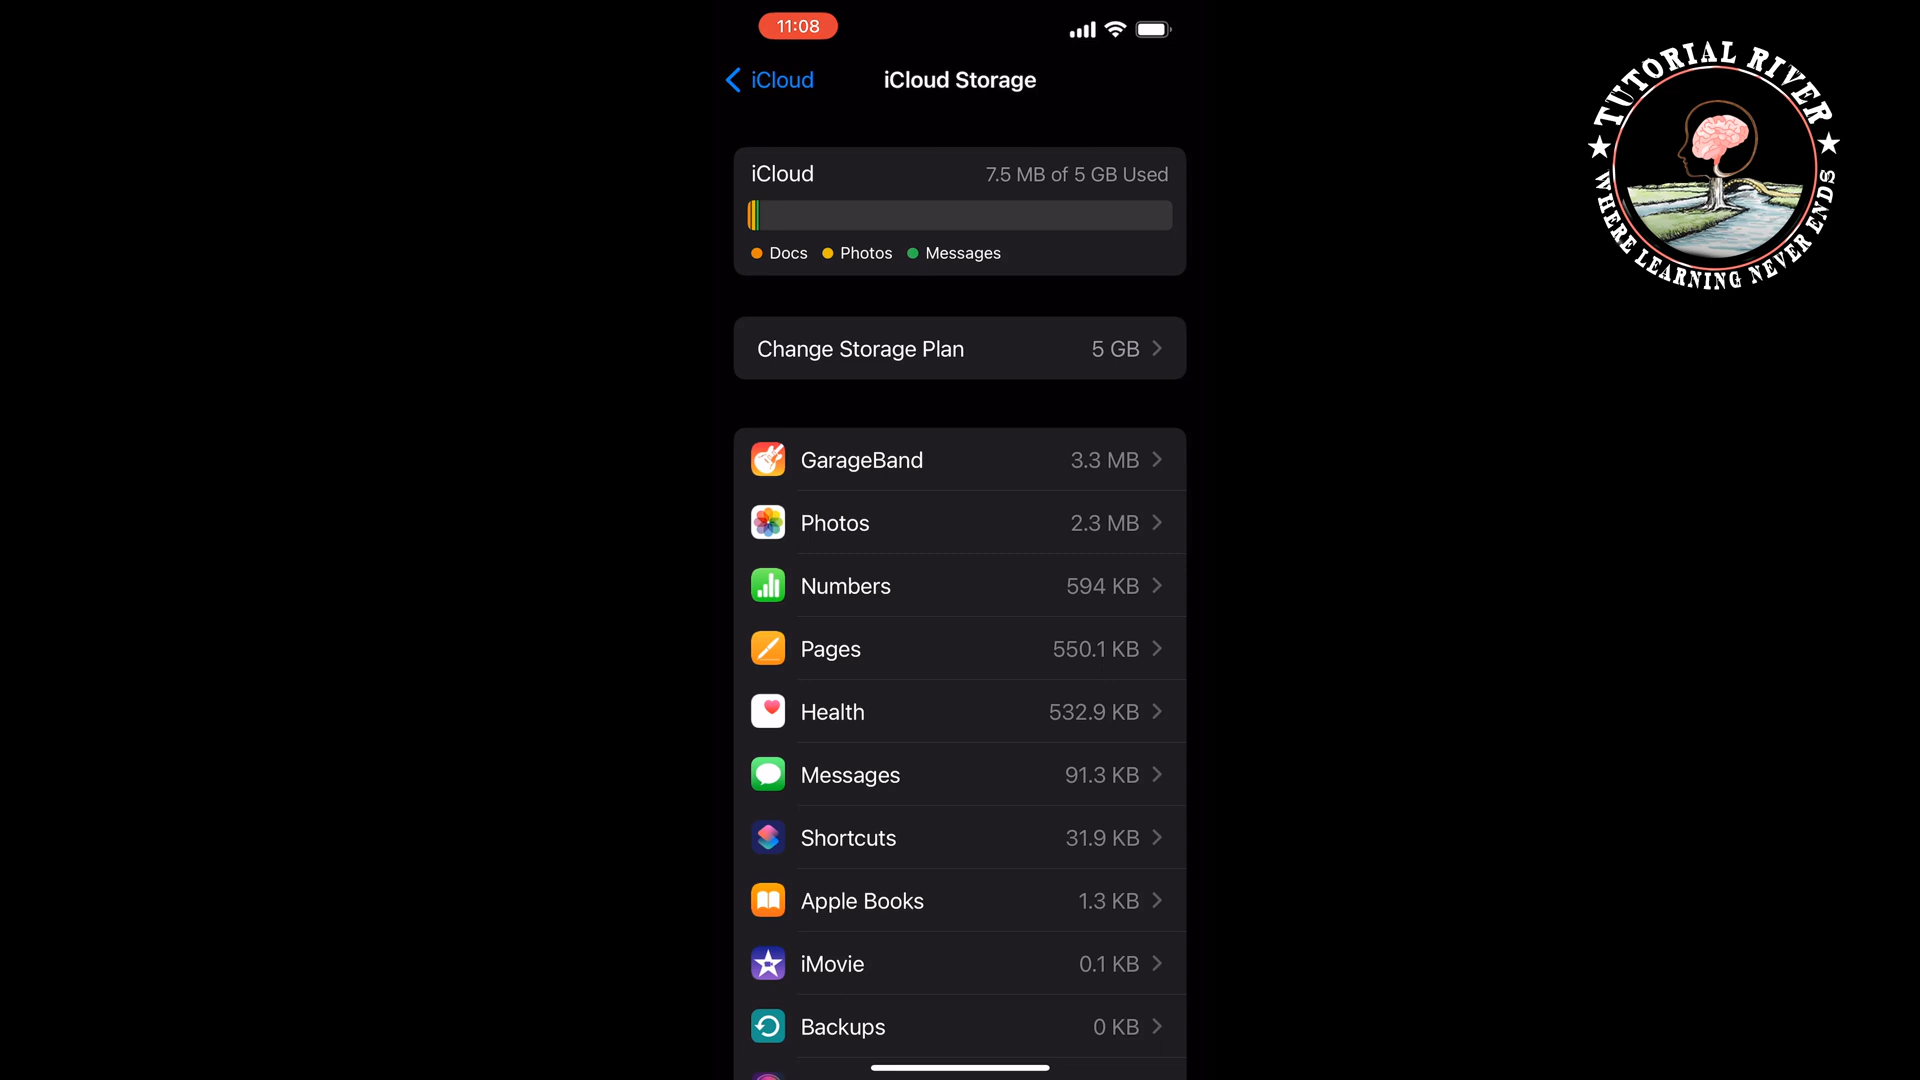 11:08
iCloud
iCloud Storage
iCloud
7.5 MB of 5 GB Used
Docs
Photos
Messages
Change Storage Plan
5 GB
GarageBand
3.3 MB
Photos
2.3 MB
Numbers
594 KB
Pages
550.1 KB
Health
532.9 KB
Messages
91.3 KB
Shortcuts
31.9 KB
Apple Books
1.3 KB
iMovie
0.1 KB
Backups
0 KB
TUTORIAL RIVER
WHERE LEARNING NEVER ENDS